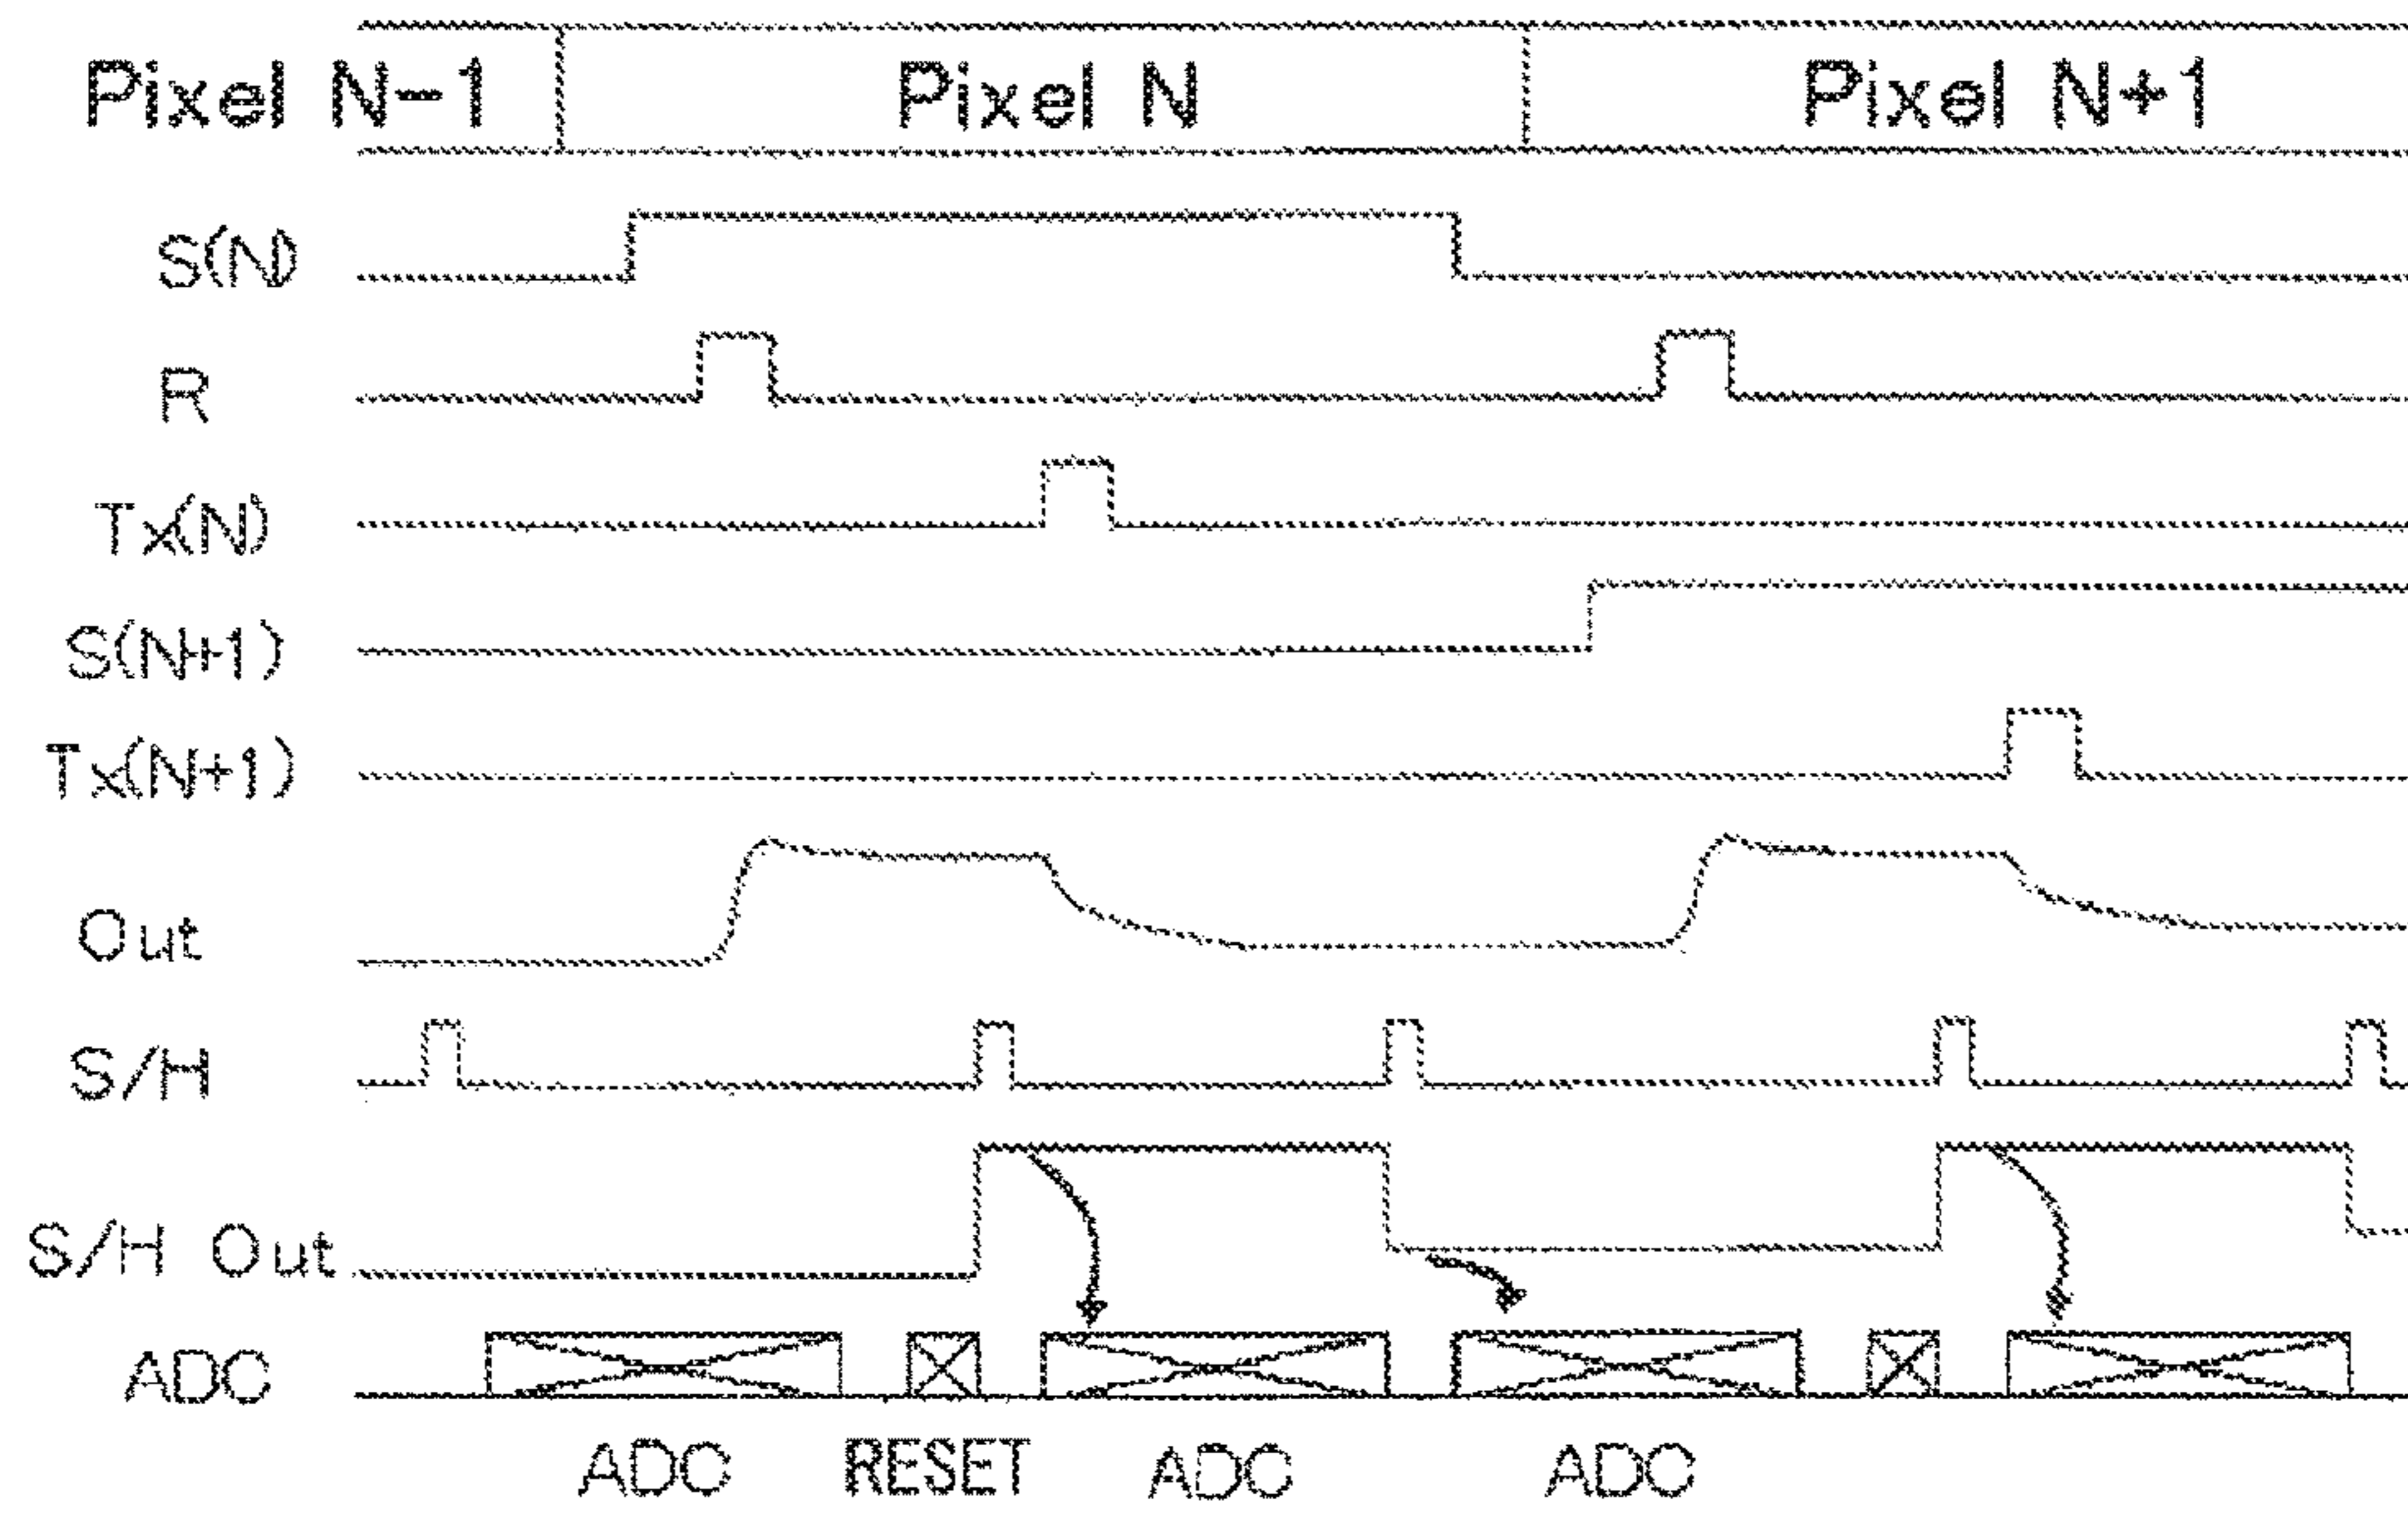 Pixel N-1 Pixel N Pixel N+1
S(N)
R
Tx(N)
S(N+1)
Tx(N+1)
Out
S/H
S/H Out
ADC
ADC RESET ADC ADC